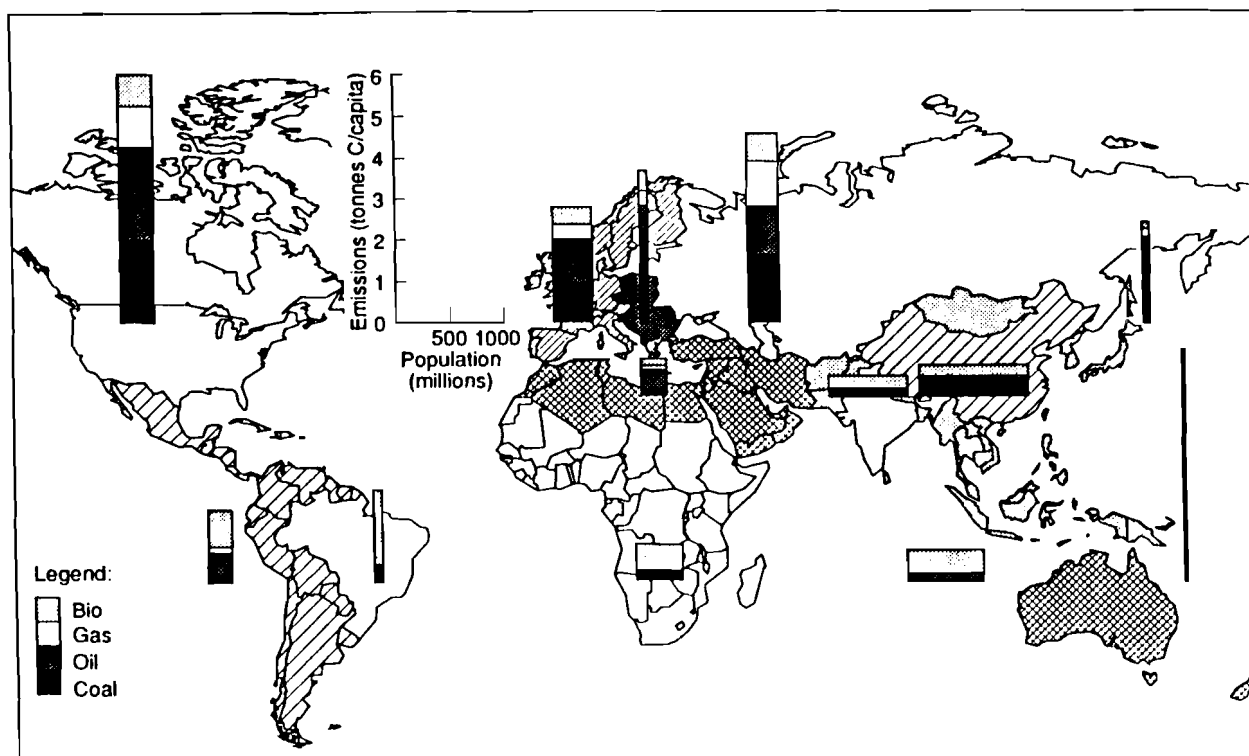 Emissions (tonnes C/capita)
6
5
4
3
2
1
0
500 1000
Population
(millions)
Legend:
Bio
Gas
Oil
Coal